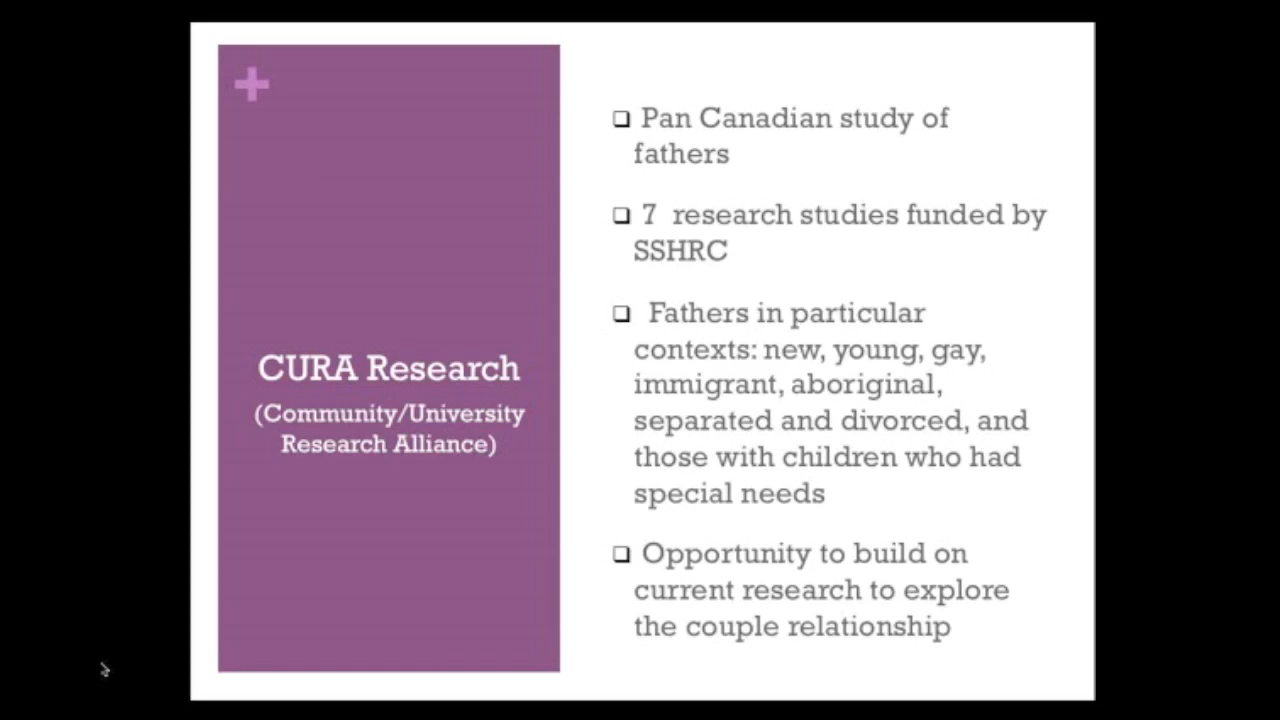 +
CURA Research
(Community/University
Research Alliance)
❑ Pan Canadian study of
fathers
❑ 7 research studies funded by
SSHRC
❑ Fathers in particular
contexts: new, young, gay,
immigrant, aboriginal,
separated and divorced, and
those with children who had
special needs
❑ Opportunity to build on
current research to explore
the couple relationship